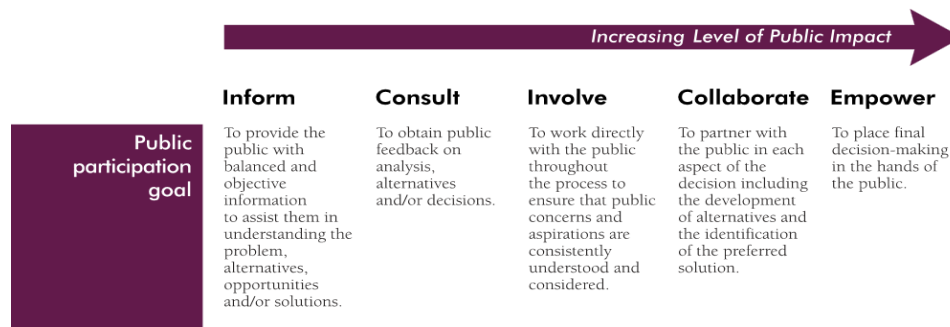 Increasing Level of Public Impact
Inform
Consult
Involve
Collaborate
Empower
Public
participation
goal
To provide the
public with
balanced and
objective
information
to assist them in
understanding the
problem,
alternatives,
opportunities
and/or solutions.
To obtain public
feedback on
analysis,
alternatives
and/or decisions.
To work directly
with the public
throughout
the process to
ensure that public
concerns and
aspirations are
consistently
understood and
considered.
To partner with
the public in each
aspect of the
decision including
the development
of alternatives and
the identification
of the preferred
solution.
To place final
decision-making
in the hands of
the public.